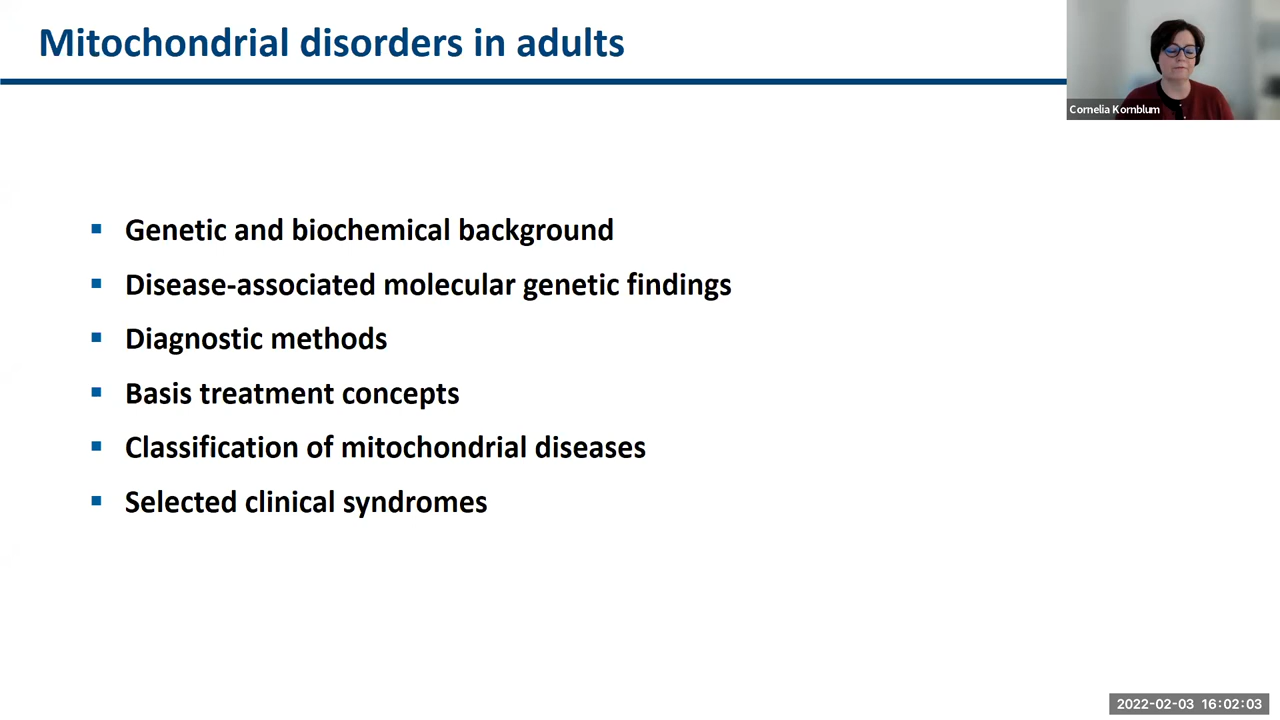 Mitochondrial disorders in adults
Cornelia Kornblum
▪ Genetic and biochemical background
▪ Disease-associated molecular genetic findings
▪ Diagnostic methods
▪ Basis treatment concepts
▪ Classification of mitochondrial diseases
▪ Selected clinical syndromes
2022-02-03 16:02:03